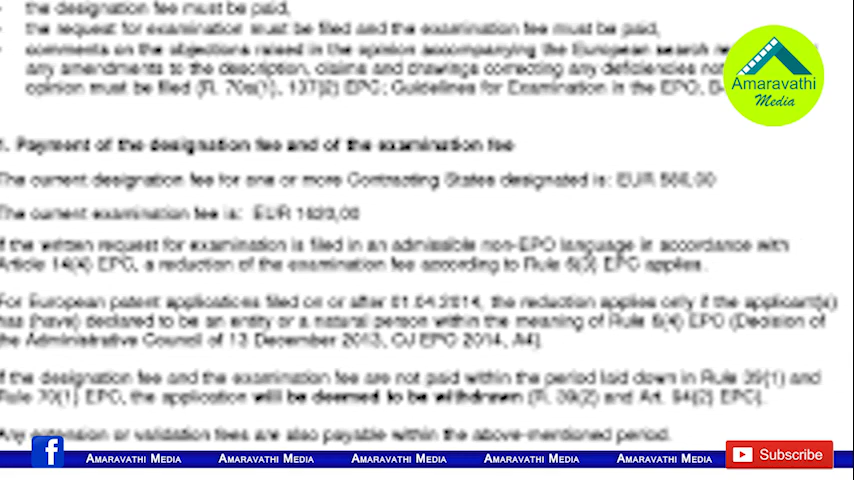 the designation fee must be paid,
- the request for examination must be filed and the examination fee must be paid,
- comments on the objections raised in the opinion accompanying the European search
any amendments to the description, claims and drawings correcting any deficiencies
opinion must be filed (R. 70a(1), 137(2) EPC; Guidelines for Examination in the EPO,
Amaravathi
Media
1. Payment of the designation fee and of the examination fee
The current designation fee for one or more Contracting States designated is: EUR
The current examination fee is: EUR
If the written request for examination is filed in an admissible non-EPO language in accordance with
Article 14(4) EPC, a reduction of the examination fee according to Rule 6(3) EPC applies.
For European patent applications filed on or after 01.04.2014, the reduction applies only if the applicant(s)
has (have) declared to be an entity or a natural person within the meaning of Rule 6(4) EPC (Decision of
the Administrative Council of 13 December 2013, OJ EPO 2014, A4).
If the designation fee and the examination fee are not paid within the period laid down in Rule 39(1) and
Rule 70(1) EPC, the application will be deemed to be withdrawn (R. 39(2) and Art. 94(2) EPC).
Any extension or validation fees are also payable within the above-mentioned period.
f Amaravathi Media Amaravathi Media Amaravathi Media Amaravathi Media Amaravathi Media Subscribe